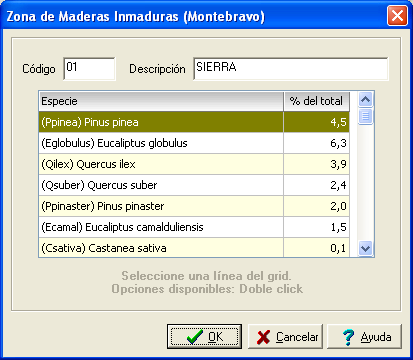 Zona de Maderas Inmaduras (Montebravo)
Código 01 Descripción SIERRA
Especie % del total
(Ppinea) Pinus pinea 4,5
(Eglobulus) Eucaliptus globulus 6,3
(Qilex) Quercus ilex 3,9
(Qsuber) Quercus suber 2,4
(Ppinaster) Pinus pinaster 2,0
(Ecamal) Eucaliptus camalduliensis 1,5
(Csativa) Castanea sativa 0,1
Seleccione una línea del grid.
Opciones disponibles: Doble click
OK Cancelar ? Ayuda